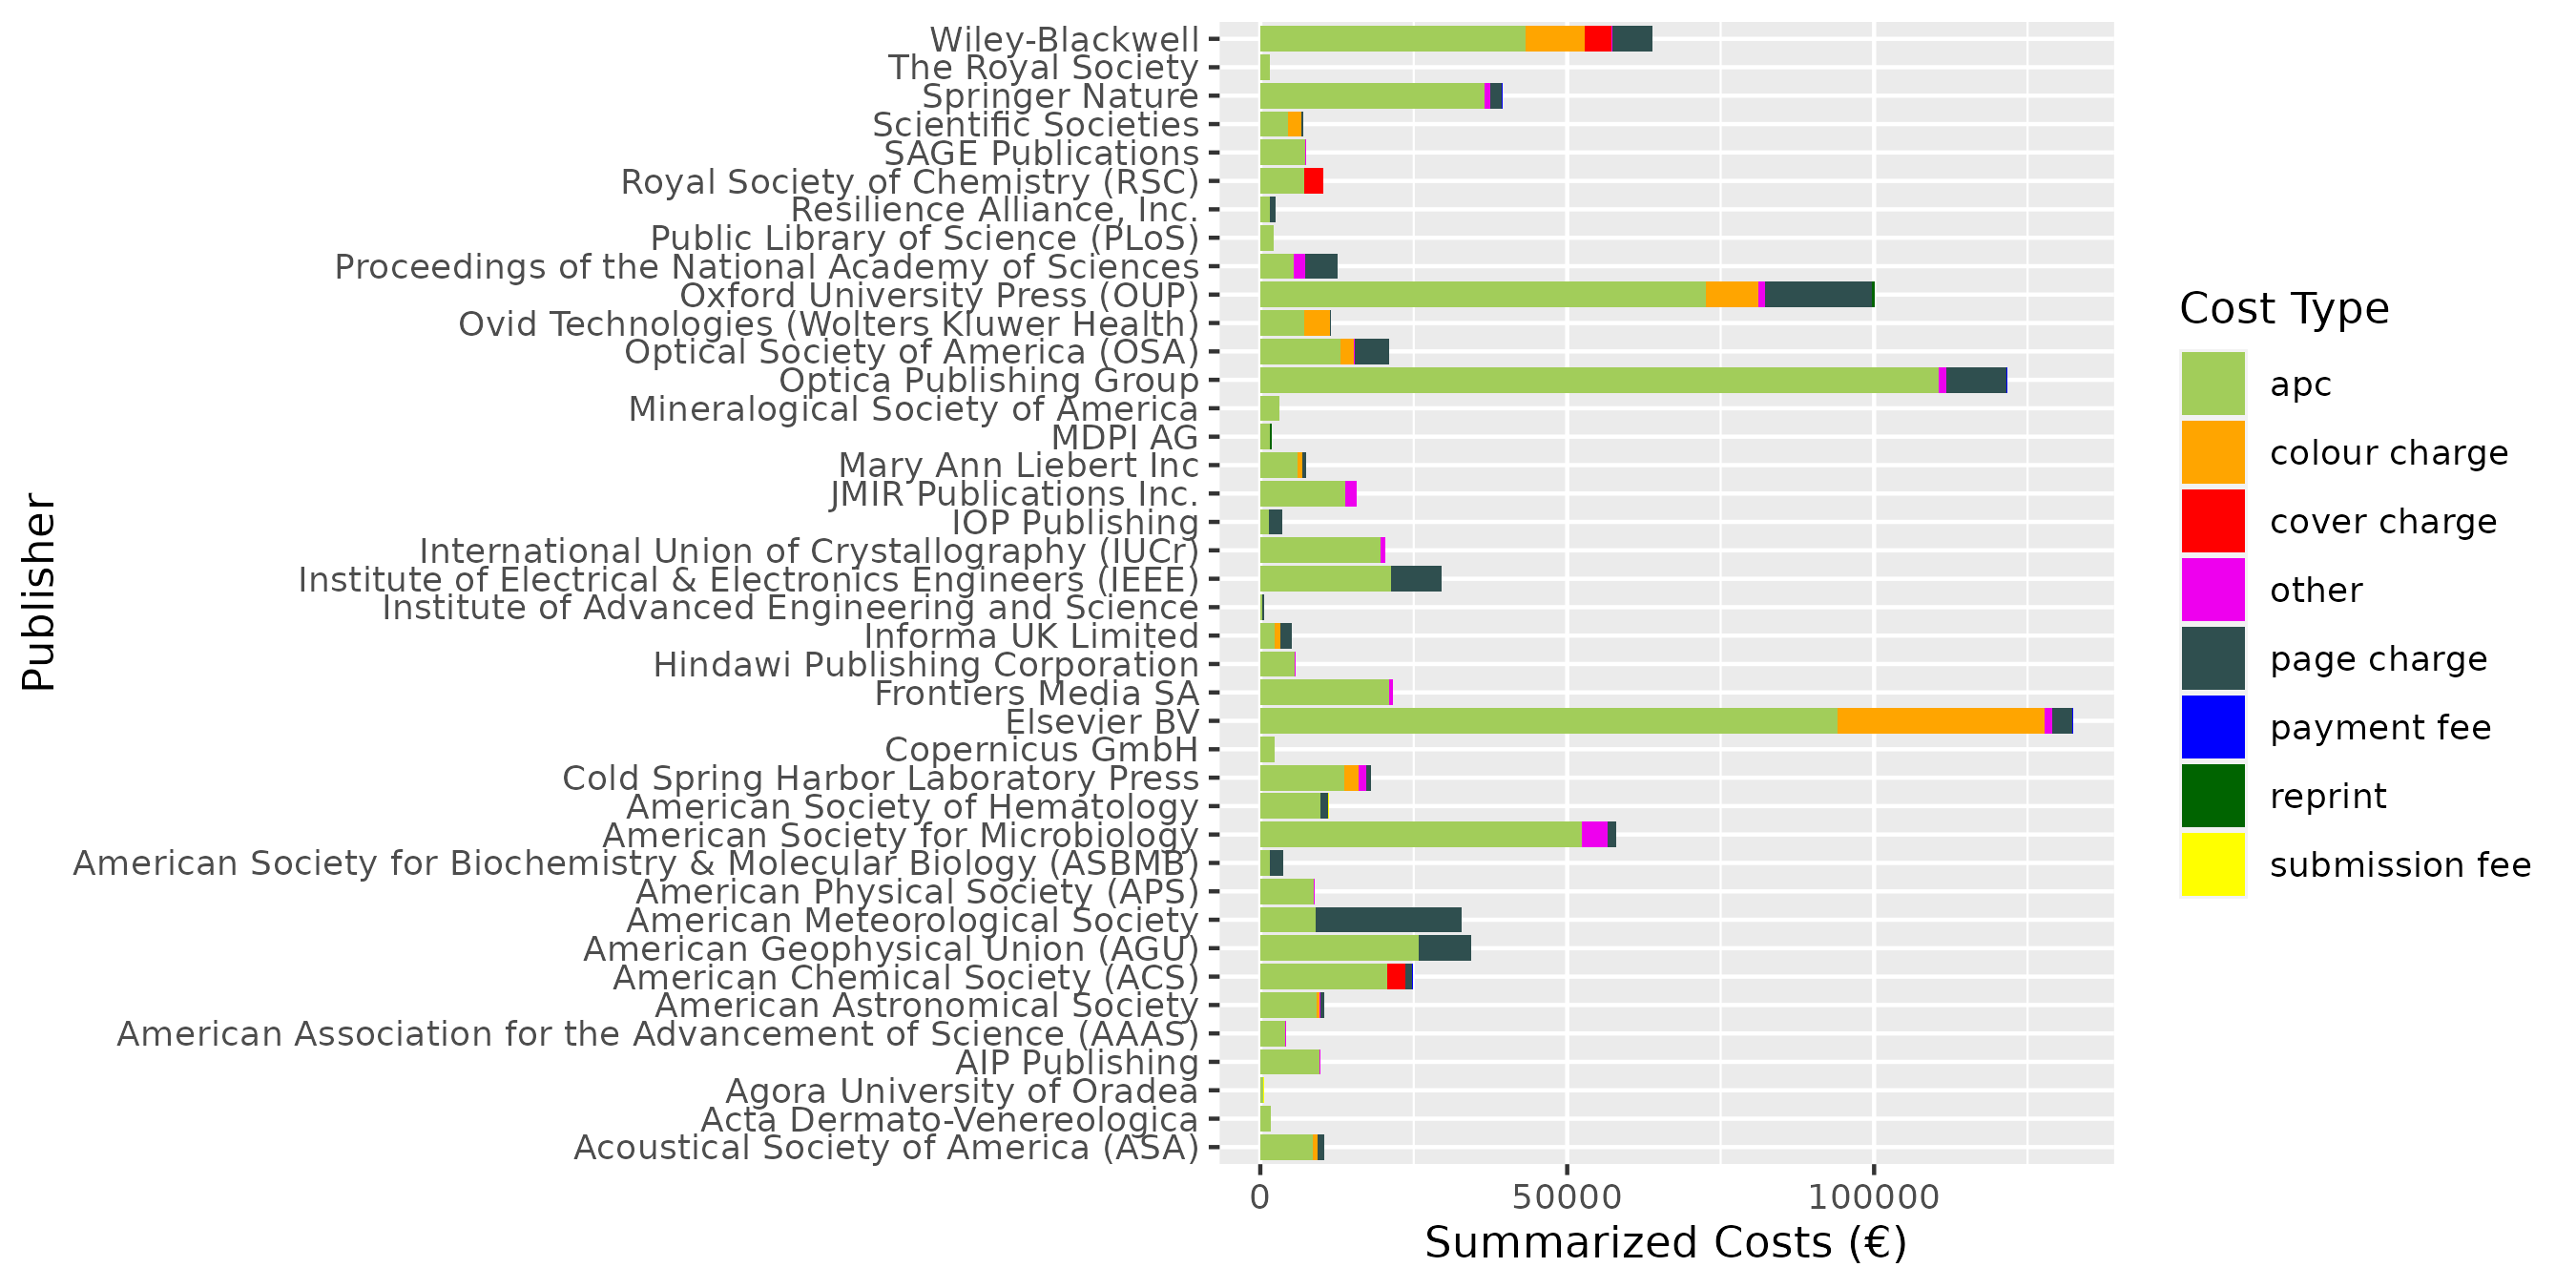 Publisher
Wiley-Blackwell
The Royal Society
Springer Nature
Scientific Societies
SAGE Publications
Royal Society of Chemistry (RSC)
Resilience Alliance, Inc.
Public Library of Science (PLoS)
Proceedings of the National Academy of Sciences
Oxford University Press (OUP)
Ovid Technologies (Wolters Kluwer Health)
Optical Society of America (OSA)
Optica Publishing Group
Mineralogical Society of America
MDPI AG
Mary Ann Liebert Inc
JMIR Publications Inc.
IOP Publishing
International Union of Crystallography (IUCr)
Institute of Electrical & Electronics Engineers (IEEE)
Institute of Advanced Engineering and Science
Informa UK Limited
Hindawi Publishing Corporation
Frontiers Media SA
Elsevier BV
Copernicus GmbH
Cold Spring Harbor Laboratory Press
American Society of Hematology
American Society for Microbiology
American Society for Biochemistry & Molecular Biology (ASBMB)
American Physical Society (APS)
American Meteorological Society
American Geophysical Union (AGU)
American Chemical Society (ACS)
American Astronomical Society
American Association for the Advancement of Science (AAAS)
AIP Publishing
Agora University of Oradea
Acta Dermato-Venereologica
Acoustical Society of America (ASA)
0 50000 100000
Summarized Costs (€)
Cost Type
apc
colour charge
cover charge
other
page charge
payment fee
reprint
submission fee